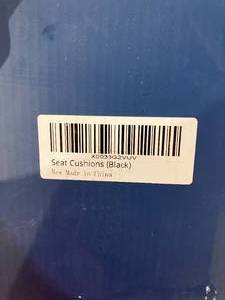 X0033G2VUV
Seat Cushions (Black)
New Made in China